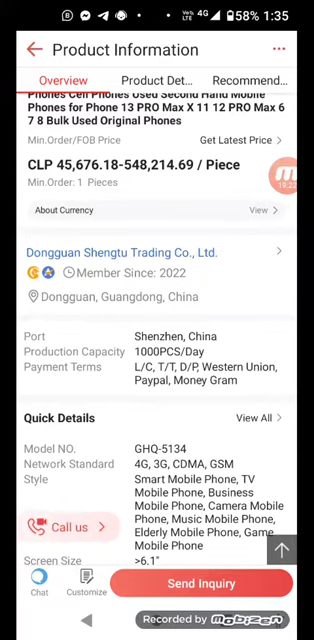 4G 58% 1:35
Product Information
Overview
Product Det...
Recommend...
Phones Cell Phones Used Second Hand Mobile
Phones for Phone 13 PRO Max X 11 12 PRO Max 6
7 8 Bulk Used Original Phones
Min.Order/FOB Price
Get Latest Price
CLP 45,676.18-548,214.69 / Piece
Min.Order: 1 Pieces
19:22
About Currency
View
Dongguan Shengtu Trading Co., Ltd.
Member Since: 2022
Dongguan, Guangdong, China
Port
Shenzhen, China
Production Capacity
1000PCS/Day
Payment Terms
L/C, T/T, D/P, Western Union,
Paypal, Money Gram
Quick Details
View All
Model NO.
GHQ-5134
Network Standard
4G, 3G, CDMA, GSM
Style
Smart Mobile Phone, TV
Mobile Phone, Business
Mobile Phone, Camera Mobile
Phone, Music Mobile Phone,
Elderly Mobile Phone, Game
Mobile Phone
Call us
Screen Size
>6.1"
Chat
Customize
Send Inquiry
Recorded by mobizen